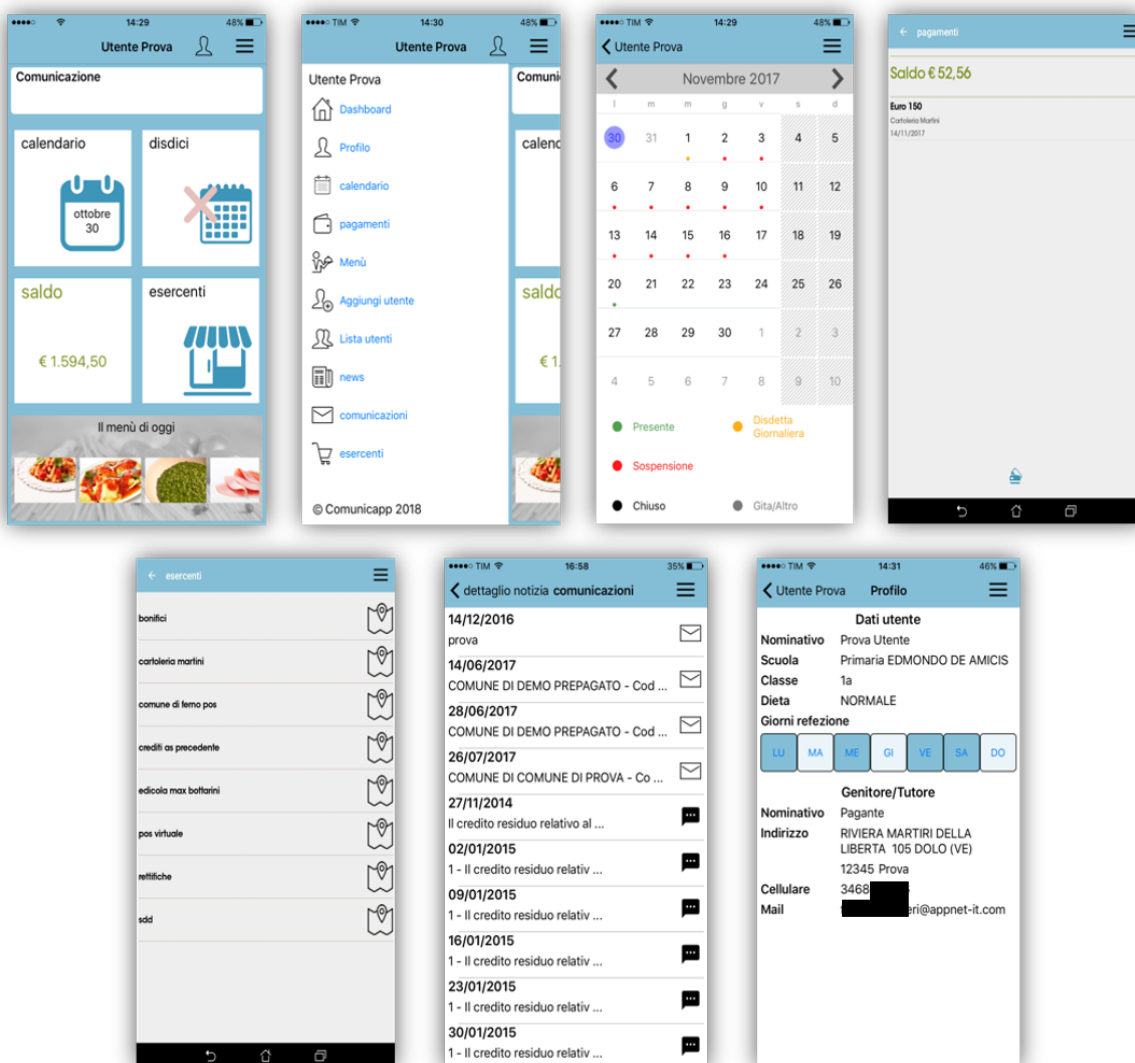 TIM 14:29 48%
Utente Prova
Comunicazione
calendario
disdici
ottobre
30
saldo
esercenti
€ 1.594,50
Il menù di oggi
TIM 14:30 48%
Utente Prova
Utente Prova
Comuni
Dashboard
Profilo
calend
calendario
pagamenti
Menù
Aggiungi utente
saldo
Lista utenti
€ 1.
news
comunicazioni
esercenti
© Comunicapp 2018
TIM 14:29 48%
Utente Prova
Novembre 2017
l m m g v s d
30 31 1 2 3 4 5
6 7 8 9 10 11 12
13 14 15 16 17 18 19
20 21 22 23 24 25 26
27 28 29 30 1 2 3
4 5 6 7 8 9 10
Presente
Disdetta
Giornaliera
Sospensione
Chiuso
Gita/Altro
pagamenti
Saldo € 52,56
Euro 150
Cartoleria Martini
14/11/2017
esercenti
bonifici
cartoleria martini
comune di ferno pos
crediti as precedente
edicola max bottarini
pos virtuale
rettifiche
sdd
TIM 16:58 35%
dettaglio notizia comunicazioni
14/12/2016
prova
14/06/2017
COMUNE DI DEMO PREPAGATO - Cod ...
28/06/2017
COMUNE DI DEMO PREPAGATO - Cod ...
26/07/2017
COMUNE DI COMUNE DI PROVA - Co ...
27/11/2014
Il credito residuo relativo al ...
02/01/2015
1 - Il credito residuo relativ ...
09/01/2015
1 - Il credito residuo relativ ...
16/01/2015
1 - Il credito residuo relativ ...
23/01/2015
1 - Il credito residuo relativ ...
30/01/2015
1 - Il credito residuo relativ ...
TIM 14:31 46%
Utente Prova Profilo
Dati utente
Nominativo Prova Utente
Scuola Primaria EDMONDO DE AMICIS
Classe 1a
Dieta NORMALE
Giorni refezione
LU MA ME GI VE SA DO
Genitore/Tutore
Nominativo Pagante
Indirizzo RIVIERA MARTIRI DELLA
LIBERTA 105 DOLO (VE)
12345 Prova
Cellulare 3468
Mail eri@appnet-it.com